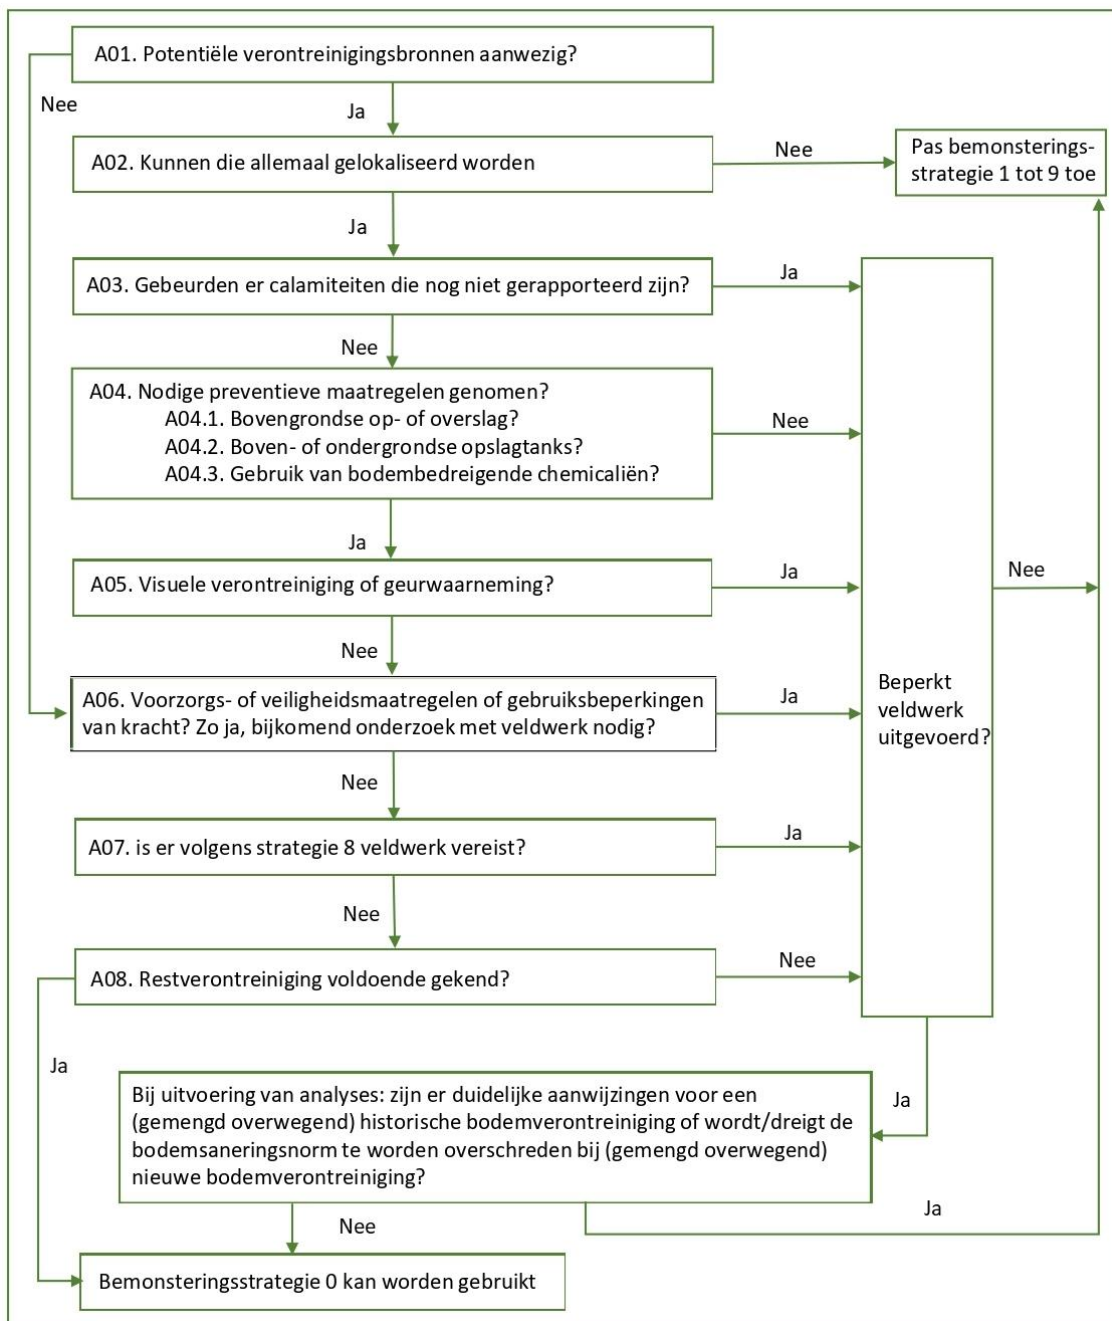 A01. Potentiële verontreinigingsbronnen aanwezig?
Nee
Ja
A02. Kunnen die allemaal gelokaliseerd worden
Nee
Pas bemonsterings-
strategie 1 tot 9 toe
Ja
A03. Gebeurden er calamiteiten die nog niet gerapporteerd zijn?
Ja
Nee
A04. Nodige preventieve maatregelen genomen?
A04.1. Bovengrondse op- of overslag?
A04.2. Boven- of ondergrondse opslagtanks?
A04.3. Gebruik van bodembedreigende chemicaliën?
Nee
Ja
A05. Visuele verontreiniging of geurwaarneming?
Ja
Nee
Nee
A06. Voorzorgs- of veiligheidsmaatregelen of gebruiksbeperkingen
van kracht? Zo ja, bijkomend onderzoek met veldwerk nodig?
Ja
Beperkt
veldwerk
uitgevoerd?
Nee
A07. is er volgens strategie 8 veldwerk vereist?
Ja
Nee
A08. Restverontreiniging voldoende gekend?
Nee
Ja
Bij uitvoering van analyses: zijn er duidelijke aanwijzingen voor een
(gemengd overwegend) historische bodemverontreiniging of wordt/dreigt de
bodemsaneringsnorm te worden overschreden bij (gemengd overwegend)
nieuwe bodemverontreiniging?
Ja
Nee
Ja
Bemonsteringsstrategie 0 kan worden gebruikt